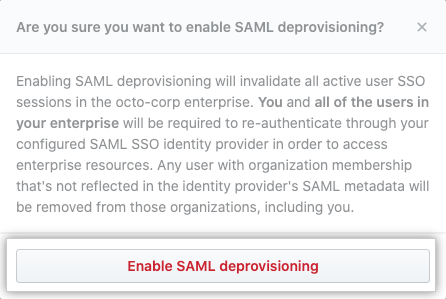 Are you sure you want to enable SAML deprovisioning?
Enabling SAML deprovisioning will invalidate all active user SSO
sessions in the octo-corp enterprise. You and all of the users in
your enterprise will be required to re-authenticate through your
configured SAML SSO identity provider in order to access
enterprise resources. Any user with organization membership
that's not reflected in the identity provider's SAML metadata will
be removed from those organizations, including you.
Enable SAML deprovisioning